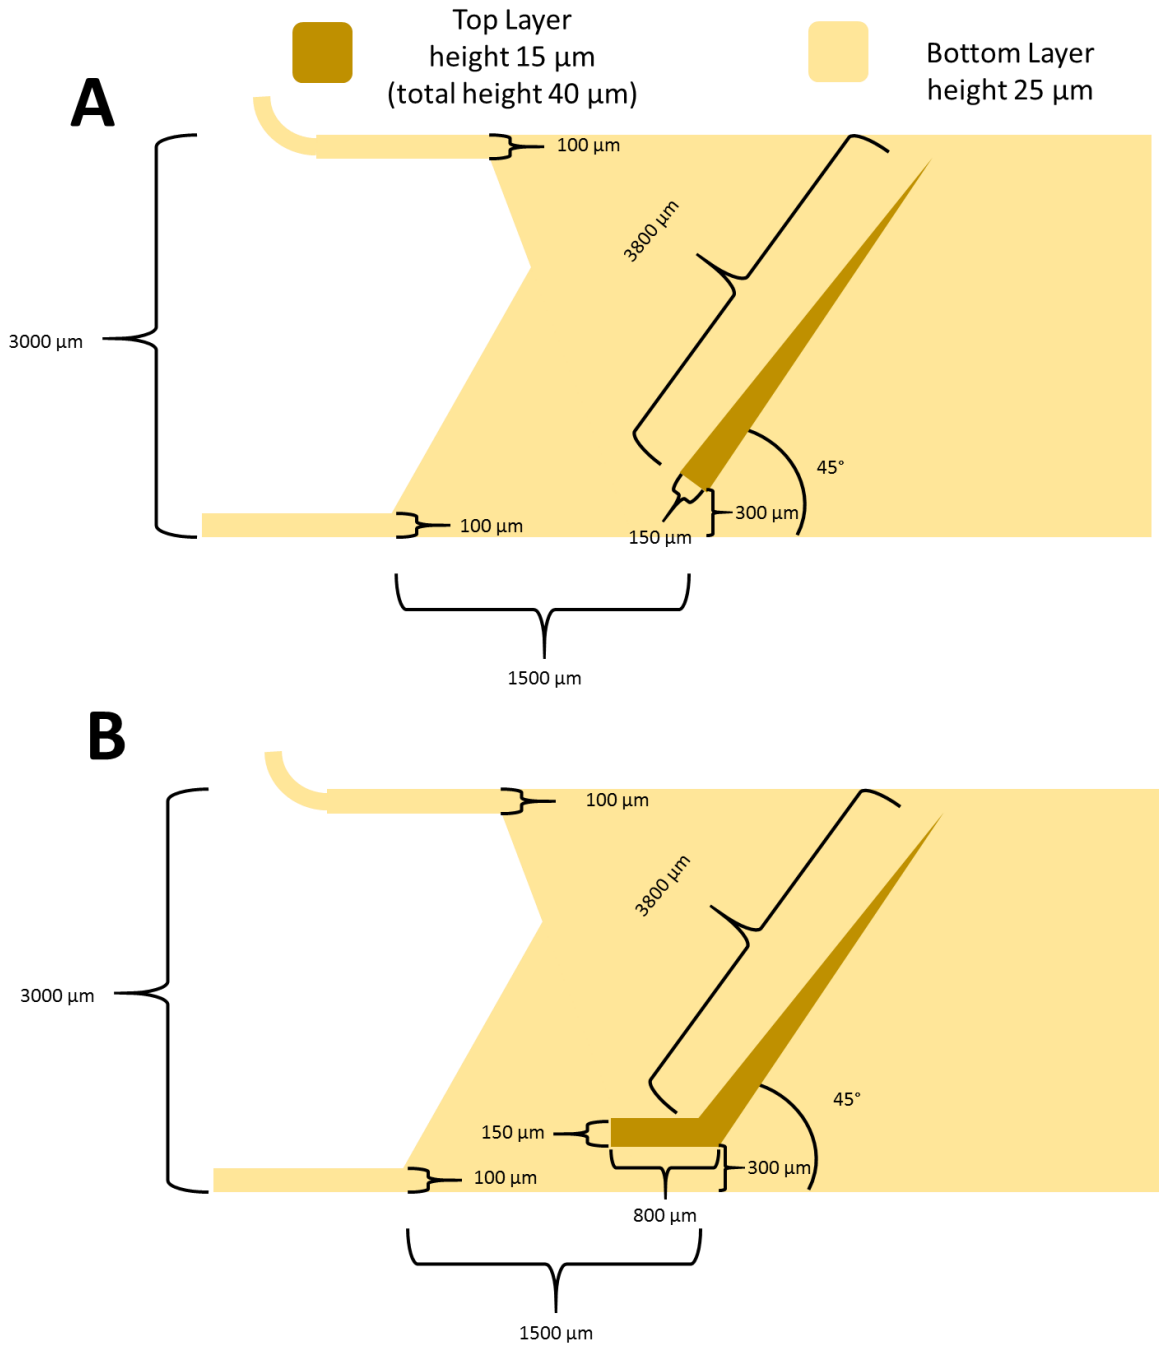 Top Layer
height 15 µm
(total height 40 µm)
Bottom Layer
height 25 µm
A
100 µm
3800 µm
3000 µm
45°
300 µm
100 µm
150 µm
1500 µm
B
100 µm
3800 µm
3000 µm
45°
150 µm
300 µm
100 µm
800 µm
1500 µm